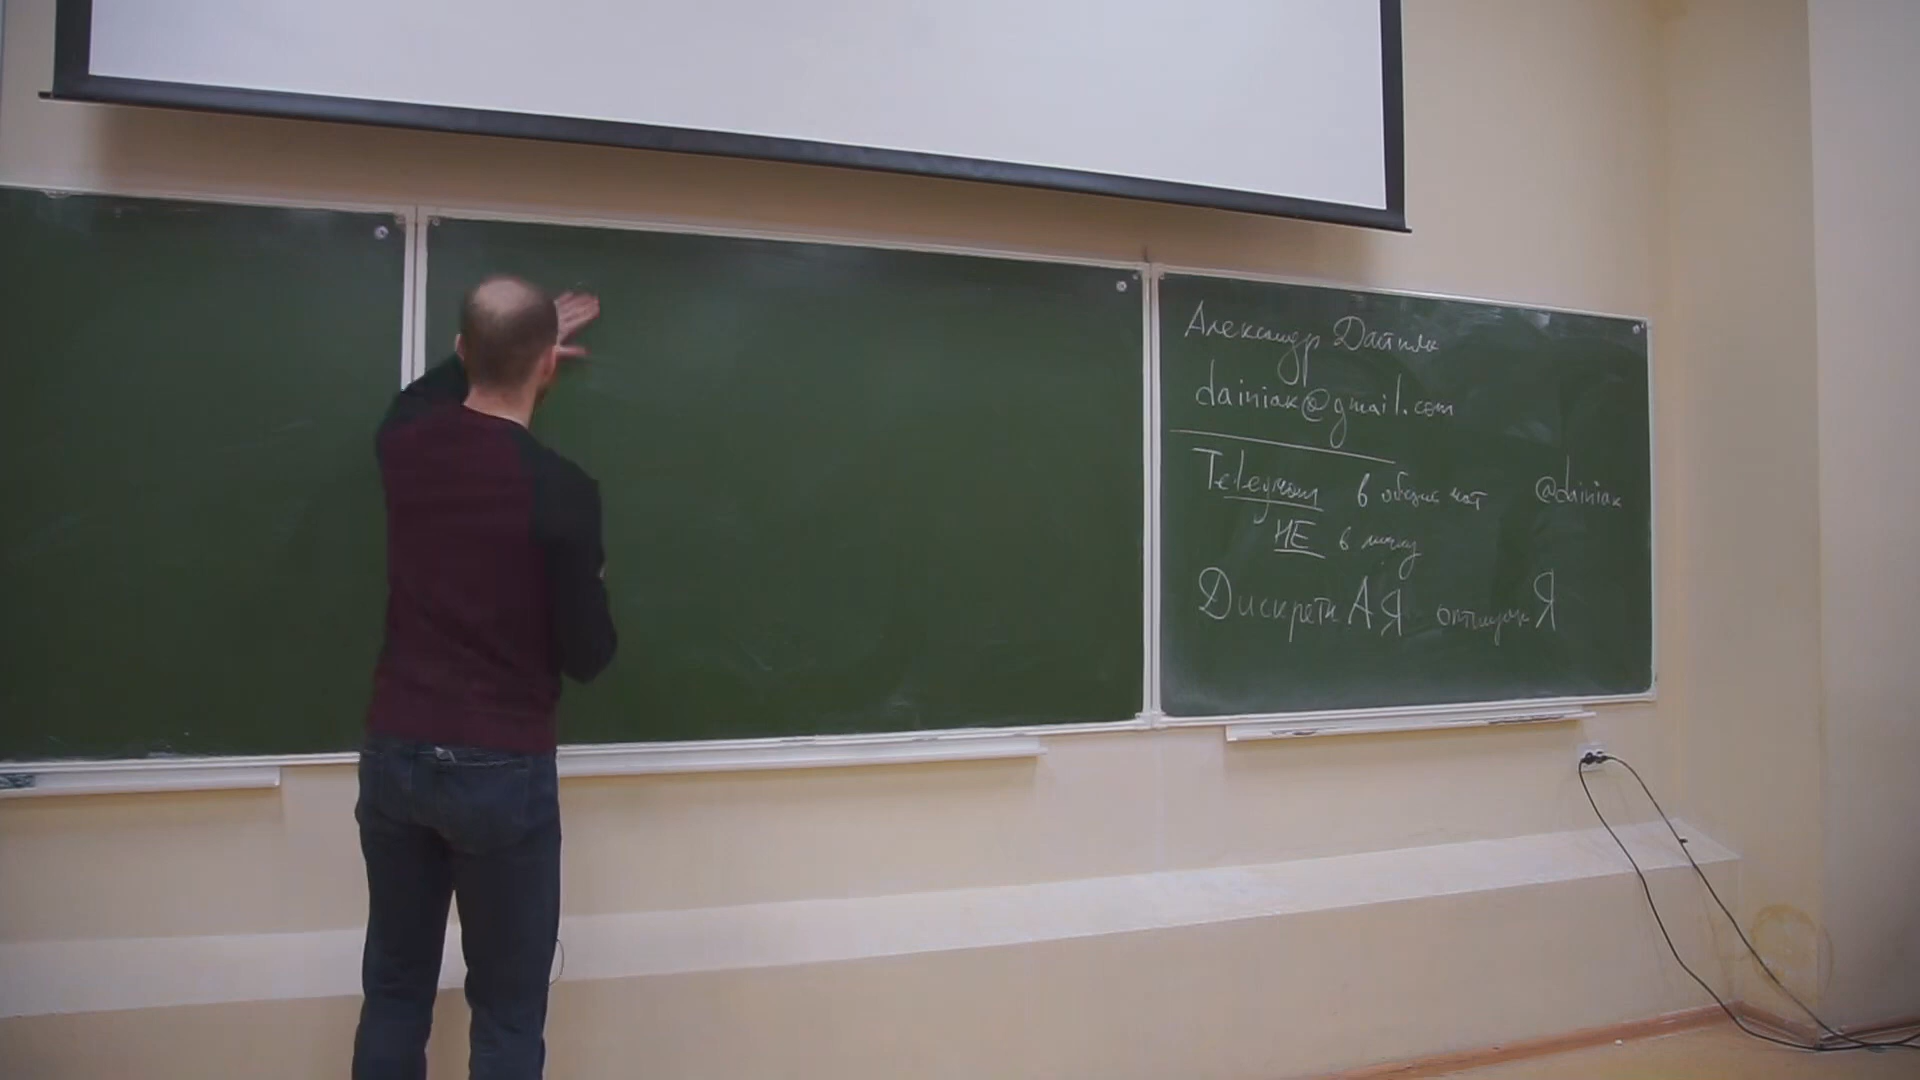 Александр Дайняк
dainiak@gmail.com
Telegram в общий чат @dainiak
НЕ в личку
ДискретнАЯ оптимизациЯ